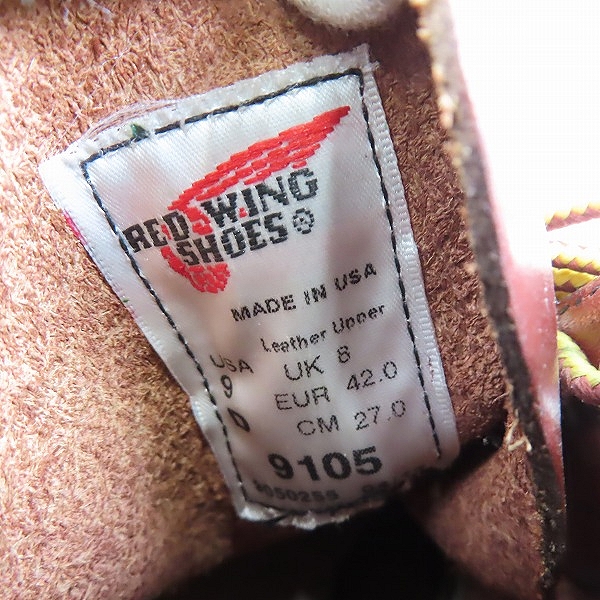 RED WING
SHOES ®
MADE IN USA
Leather Upper
USA UK 8
9 EUR 42.0
D CM 27.0
9105